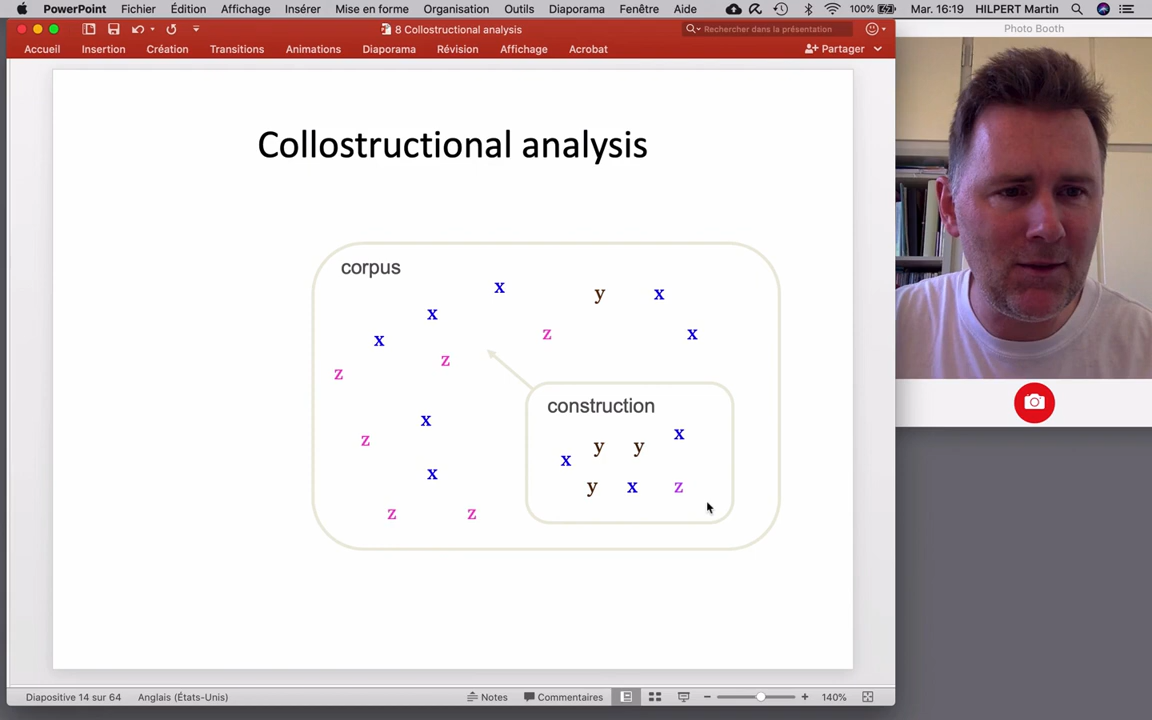 PowerPoint Fichier Édition Affichage Insérer Mise en forme Organisation Outils Diaporama Fenêtre Aide 100% Mar. 16:19 HILPERT Martin
8 Collostructional analysis Rechercher dans la présentation
Photo Booth
Accueil Insertion Création Transitions Animations Diaporama Révision Affichage Acrobat Partager
Collostructional analysis
corpus
x y x
x
z x
x
z z
construction
x x
z y y x
x y x z
z z
Diapositive 14 sur 64 Anglais (États-Unis) Notes Commentaires 140%